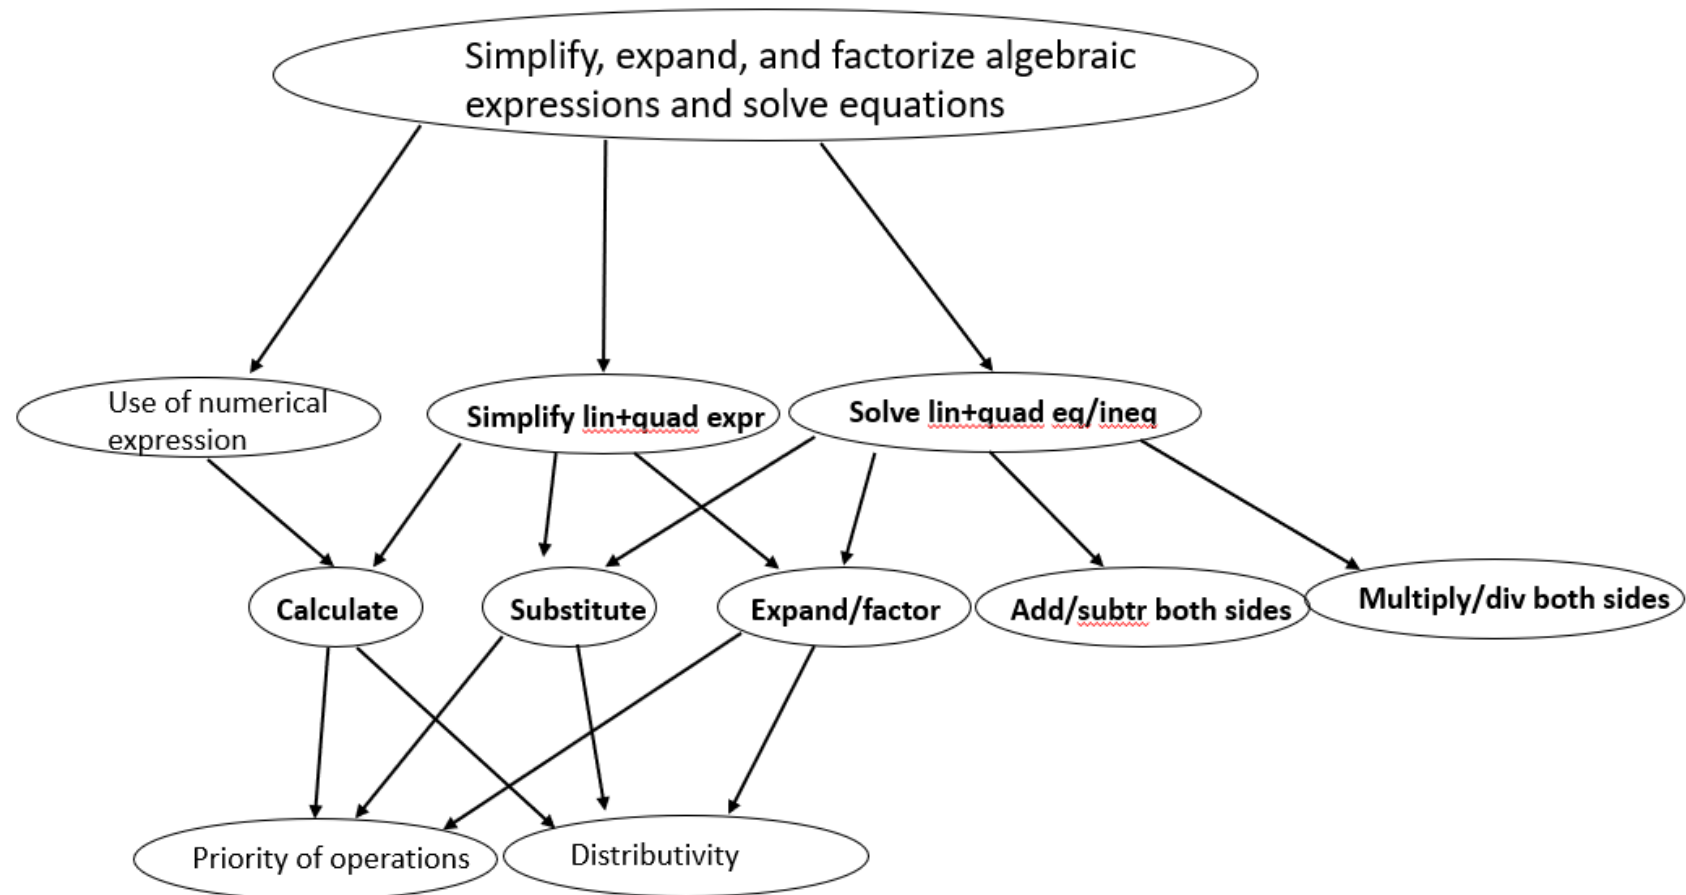 Simplify, expand, and factorize algebraic
expressions and solve equations
Use of numerical
expression
Simplify lin+quad expr
Solve lin+quad eq/ineq
Calculate
Substitute
Expand/factor
Add/subtr both sides
Multiply/div both sides
Priority of operations
Distributivity